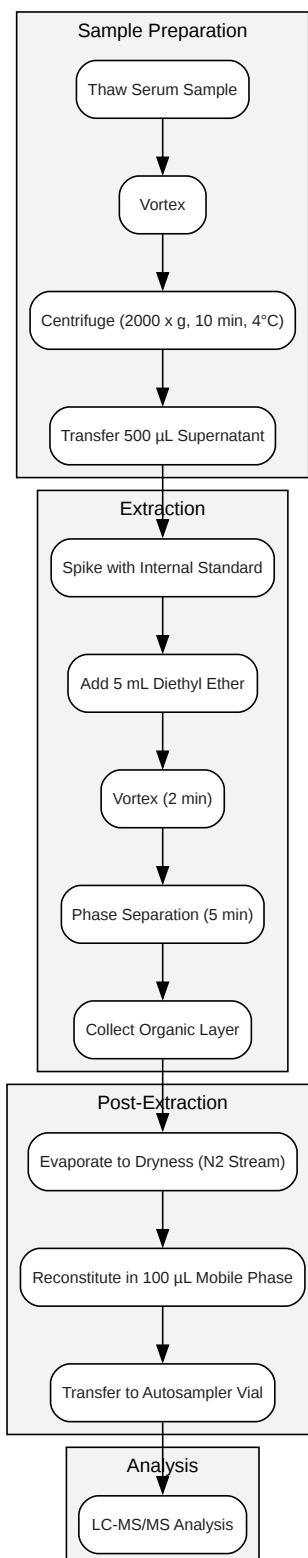 Sample Preparation
Thaw Serum Sample
Vortex
Centrifuge (2000 x g, 10 min, 4°C)
Transfer 500 µL Supernatant
Extraction
Spike with Internal Standard
Add 5 mL Diethyl Ether
Vortex (2 min)
Phase Separation (5 min)
Collect Organic Layer
Post-Extraction
Evaporate to Dryness (N2 Stream)
Reconstitute in 100 µL Mobile Phase
Transfer to Autosampler Vial
Analysis
LC-MS/MS Analysis